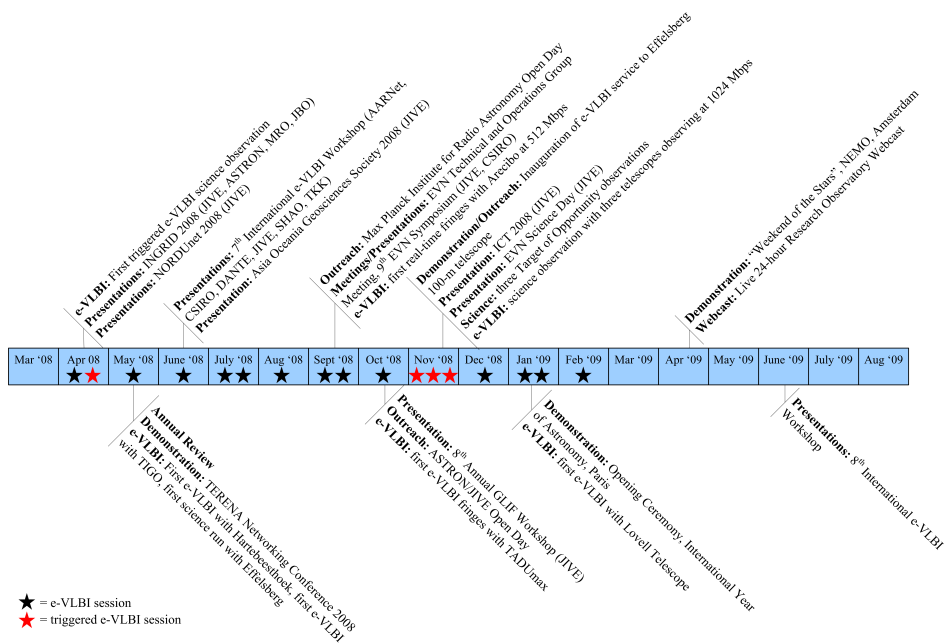 e-VLBI: First triggered e-VLBI science observation
Presentations: INGRID 2008 (JIVE, ASTRON, MRO, JBO)
Presentations: NORDUnet 2008 (JIVE)
Presentations: 7th International e-VLBI Workshop (AARNet,
CSIRO, DANTE, JIVE, SHAO, TKK)
Presentation: Asia Oceania Geosciences Society 2008 (JIVE)
Outreach: Max Planck Institute for Radio Astronomy Open Day
Meetings/Presentations: EVN Technical and Operations Group
Meeting, 9th EVN Symposium (JIVE, CSIRO)
e-VLBI: first real-time fringes with Arecibo at 512 Mbps
Demonstration/Outreach: Inauguration of e-VLBI service to Effelsberg
100-m telescope
Presentation: ICT 2008 (JIVE)
Presentation: EVN Science Day (JIVE)
Science: three Target of Opportunity observations
e-VLBI: science observation with three telescopes observing at 1024 Mbps
Demonstration: “Weekend of the Stars”, NEMO, Amsterdam
Webcast: Live 24-hour Research Observatory Webcast
Mar ‘08 Apr 08 May ‘08 June ‘08 July ‘08 Aug ‘08 Sept ‘08 Oct ‘08 Nov ‘08 Dec ‘08 Jan ‘09 Feb ‘09 Mar ‘09 Apr ‘09 May ‘09 June ‘09 July ‘09 Aug ‘09
Annual Review
Demonstration: TERENA Networking Conference 2008
e-VLBI: First e-VLBI with Hartebeesthoek, first e-VLBI
with TIGO, first science run with Effelsberg
Presentation: 8th Annual GLIF Workshop (JIVE)
Outreach: ASTRON/JIVE Open Day
e-VLBI: first e-VLBI fringes with TADUmax
Demonstration: Opening Ceremony, International Year
of Astronomy, Paris
e-VLBI: first e-VLBI with Lovell Telescope
Presentations: 8th International e-VLBI
Workshop
= e-VLBI session
= triggered e-VLBI session